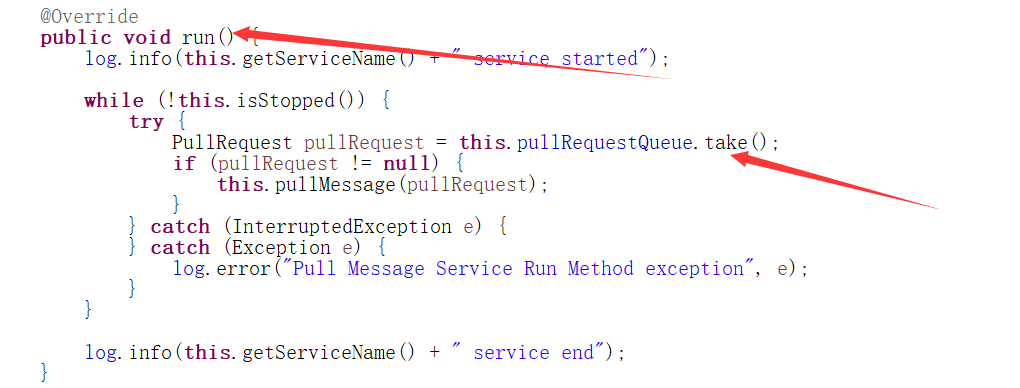 @Override
public void run() {
    log.info(this.getServiceName() + " service started");
    while (!this.isStopped()) {
        try {
            PullRequest pullRequest = this.pullRequestQueue.take();
            if (pullRequest != null) {
                this.pullMessage(pullRequest);
            }
        } catch (InterruptedException e) {
        } catch (Exception e) {
            log.error("Pull Message Service Run Method exception", e);
        }
    }
    log.info(this.getServiceName() + " service end");
}